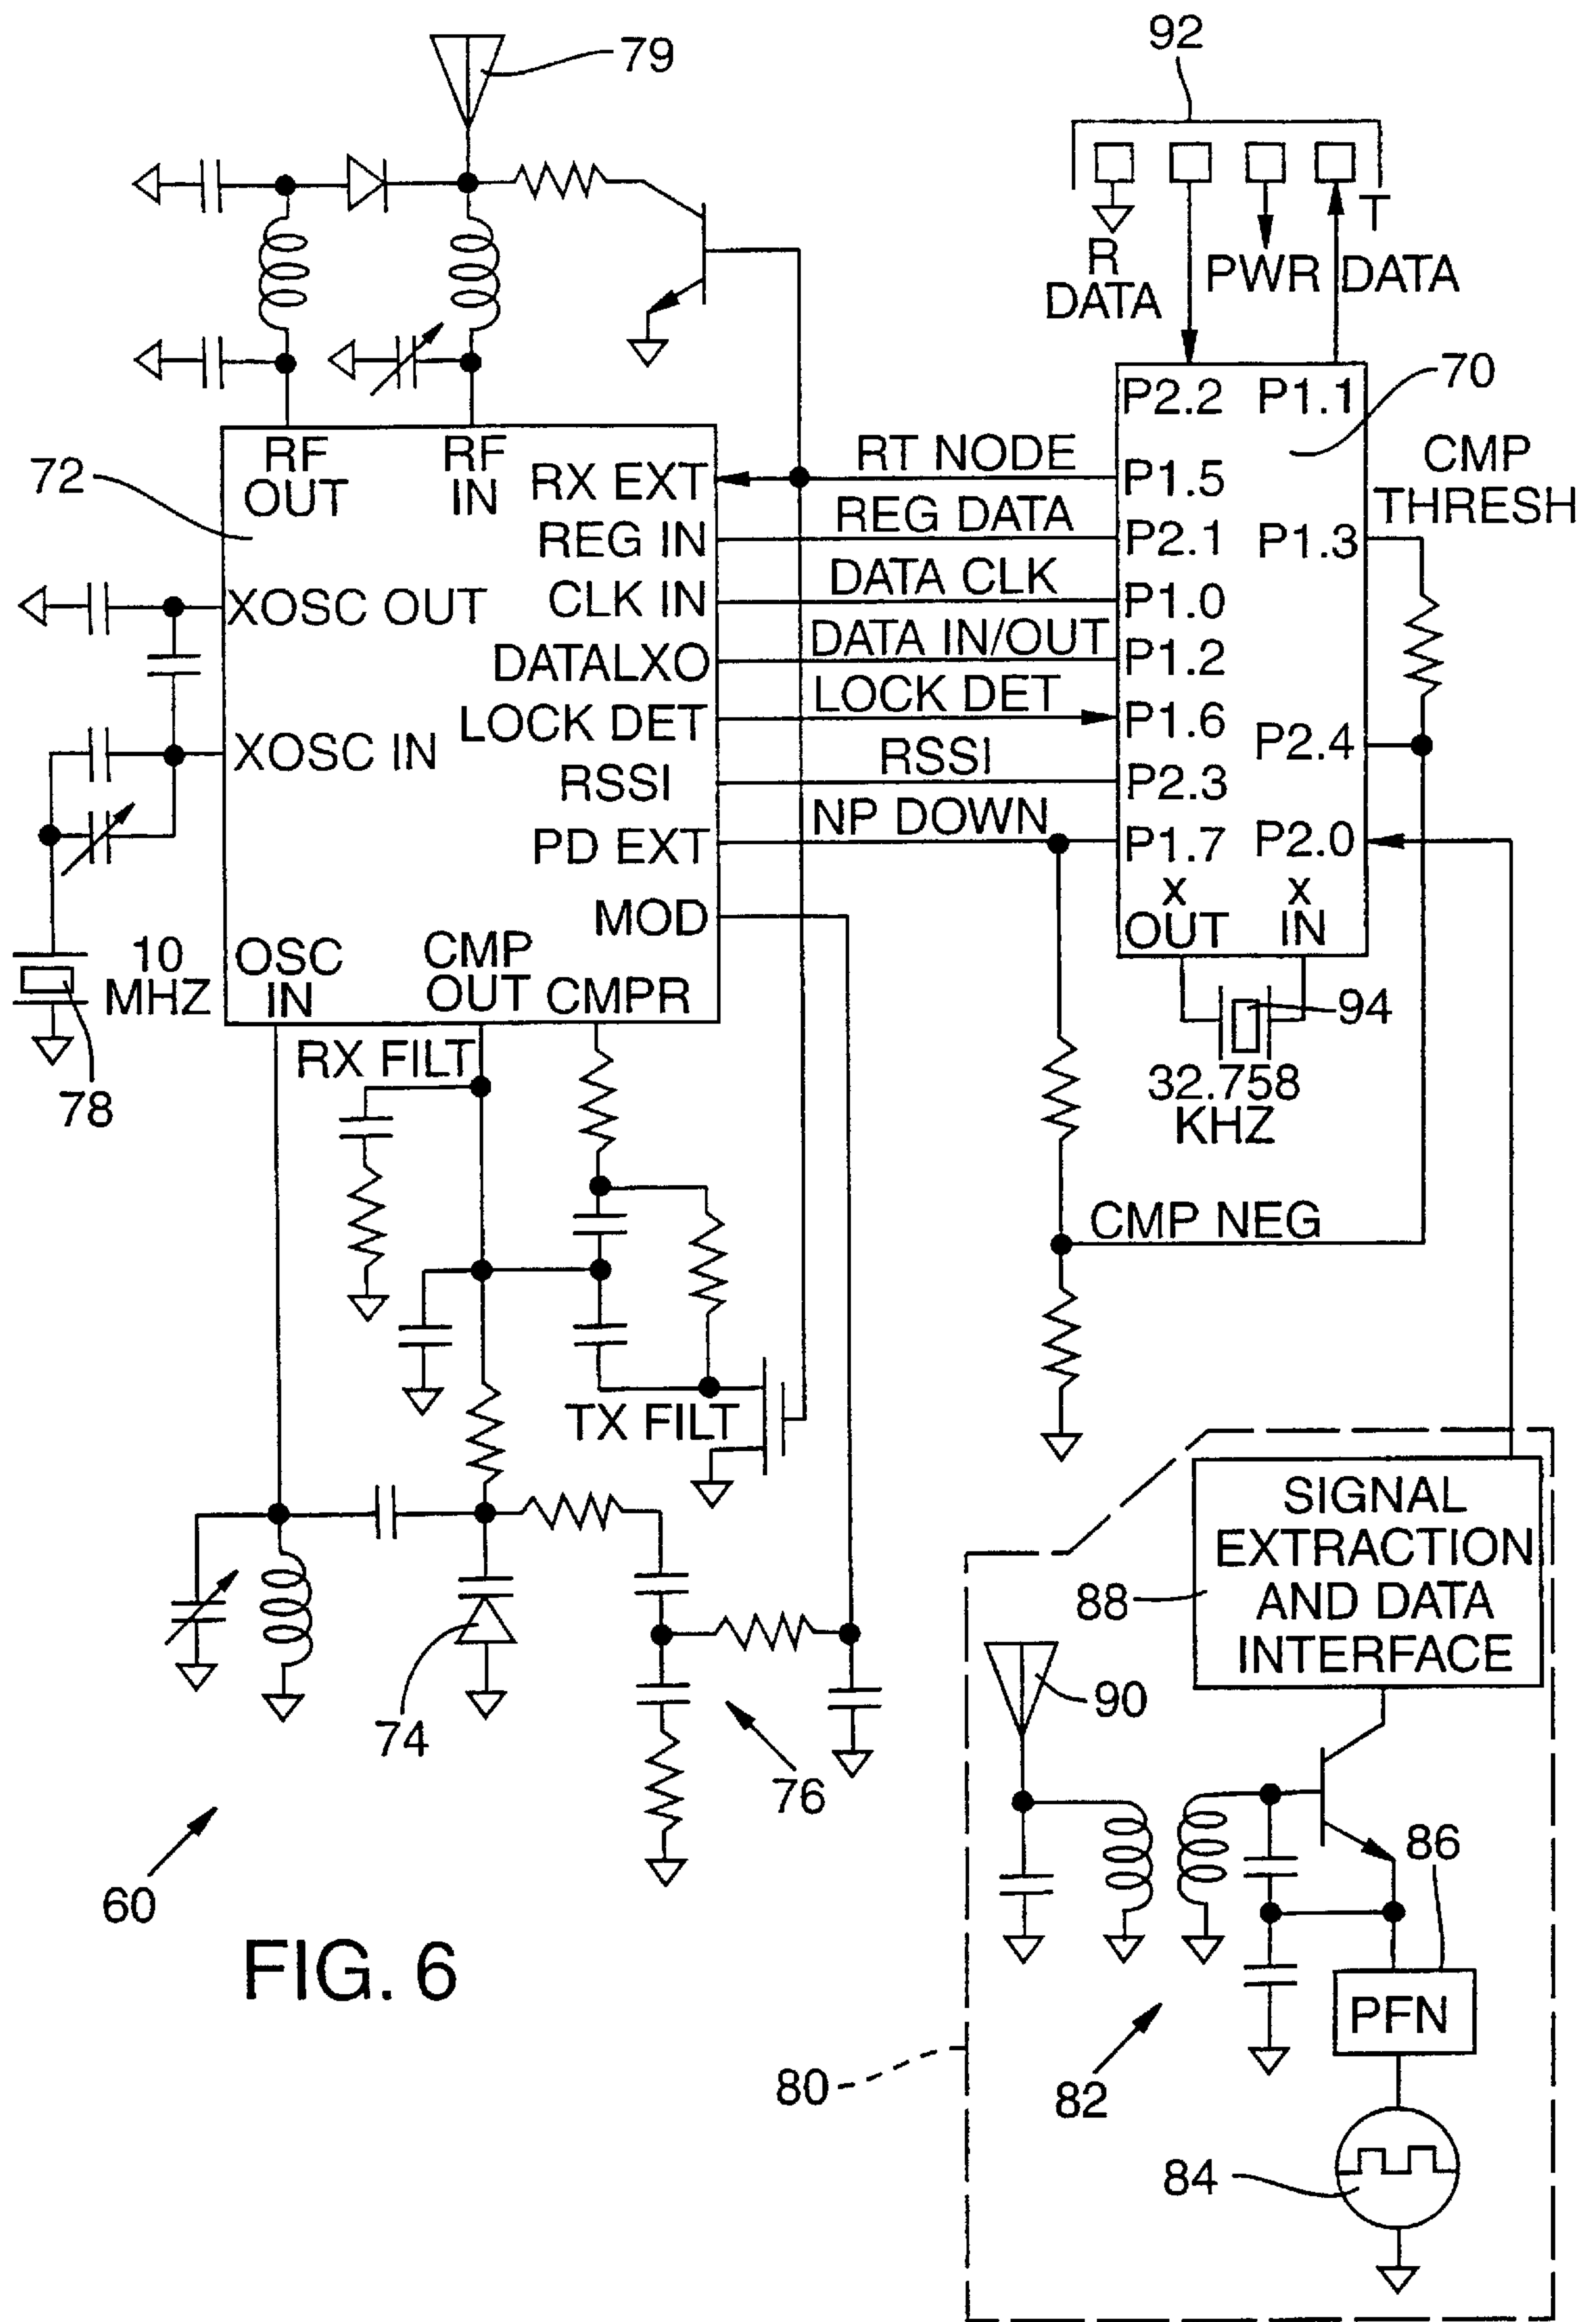 92
79
R
DATA
PWR
T
DATA
70
72
RF
OUT
RF
IN
RX EXT
REG IN
CLK IN
DATALXO
LOCK DET
RSSI
PD EXT
MOD
XOSC OUT
XOSC IN
OSC
IN
CMP
OUT
CMPR
RT NODE
REG DATA
DATA CLK
DATA IN/OUT
LOCK DET
RSSI
NP DOWN
P2.2
P1.1
P1.5
P2.1
P1.3
P1.0
P1.2
P1.6
P2.4
P2.3
P1.7
P2.0
X
OUT
X
IN
CMP
THRESH
10
MHZ
78
94
32.758
KHZ
RX FILT
CMP NEG
TX FILT
74
76
60
FIG. 6
SIGNAL
EXTRACTION
AND DATA
INTERFACE
88
90
86
PFN
82
80
84